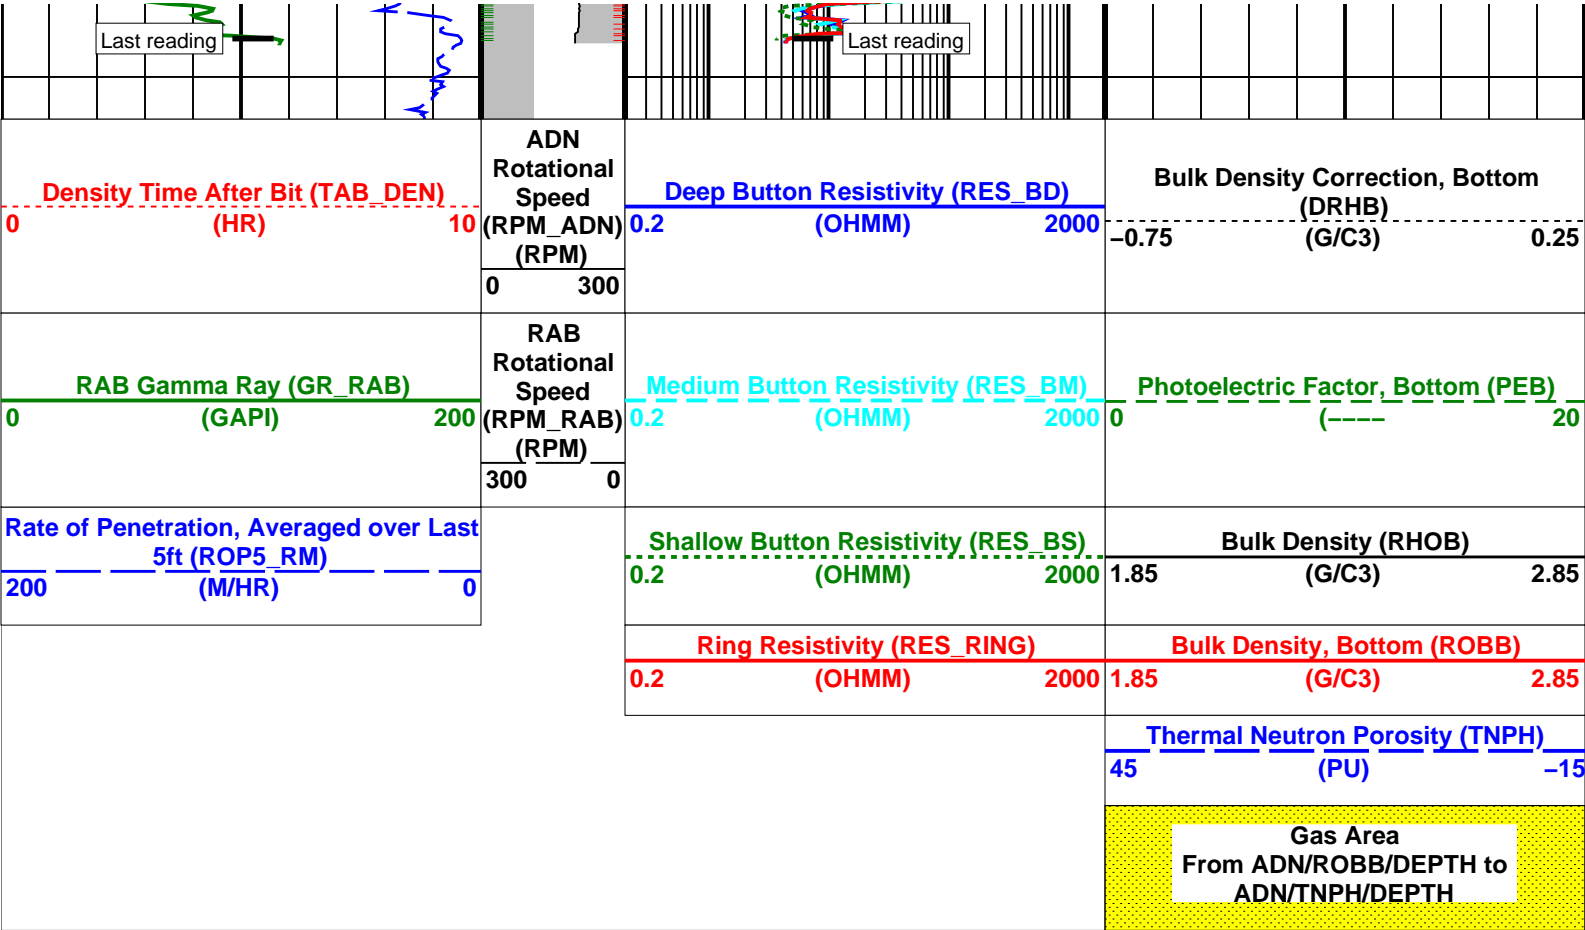 Last reading
Last reading
Density Time After Bit (TAB_DEN)
0 (HR) 10
ADN
Rotational
Speed
(RPM_ADN)
(RPM)
0 300
Deep Button Resistivity (RES_BD)
0.2 (OHMM) 2000
Bulk Density Correction, Bottom
(DRHB)
−0.75 (G/C3) 0.25
RAB Gamma Ray (GR_RAB)
0 (GAPI) 200
RAB
Rotational
Speed
(RPM_RAB)
(RPM)
300 0
Medium Button Resistivity (RES_BM)
0.2 (OHMM) 2000
Photoelectric Factor, Bottom (PEB)
0 (−−−− 20
Rate of Penetration, Averaged over Last
5ft (ROP5_RM)
200 (M/HR) 0
Shallow Button Resistivity (RES_BS)
0.2 (OHMM) 2000
Bulk Density (RHOB)
1.85 (G/C3) 2.85
Ring Resistivity (RES_RING)
0.2 (OHMM) 2000
Bulk Density, Bottom (ROBB)
1.85 (G/C3) 2.85
Thermal Neutron Porosity (TNPH)
45 (PU) −15
Gas Area
From ADN/ROBB/DEPTH to
ADN/TNPH/DEPTH